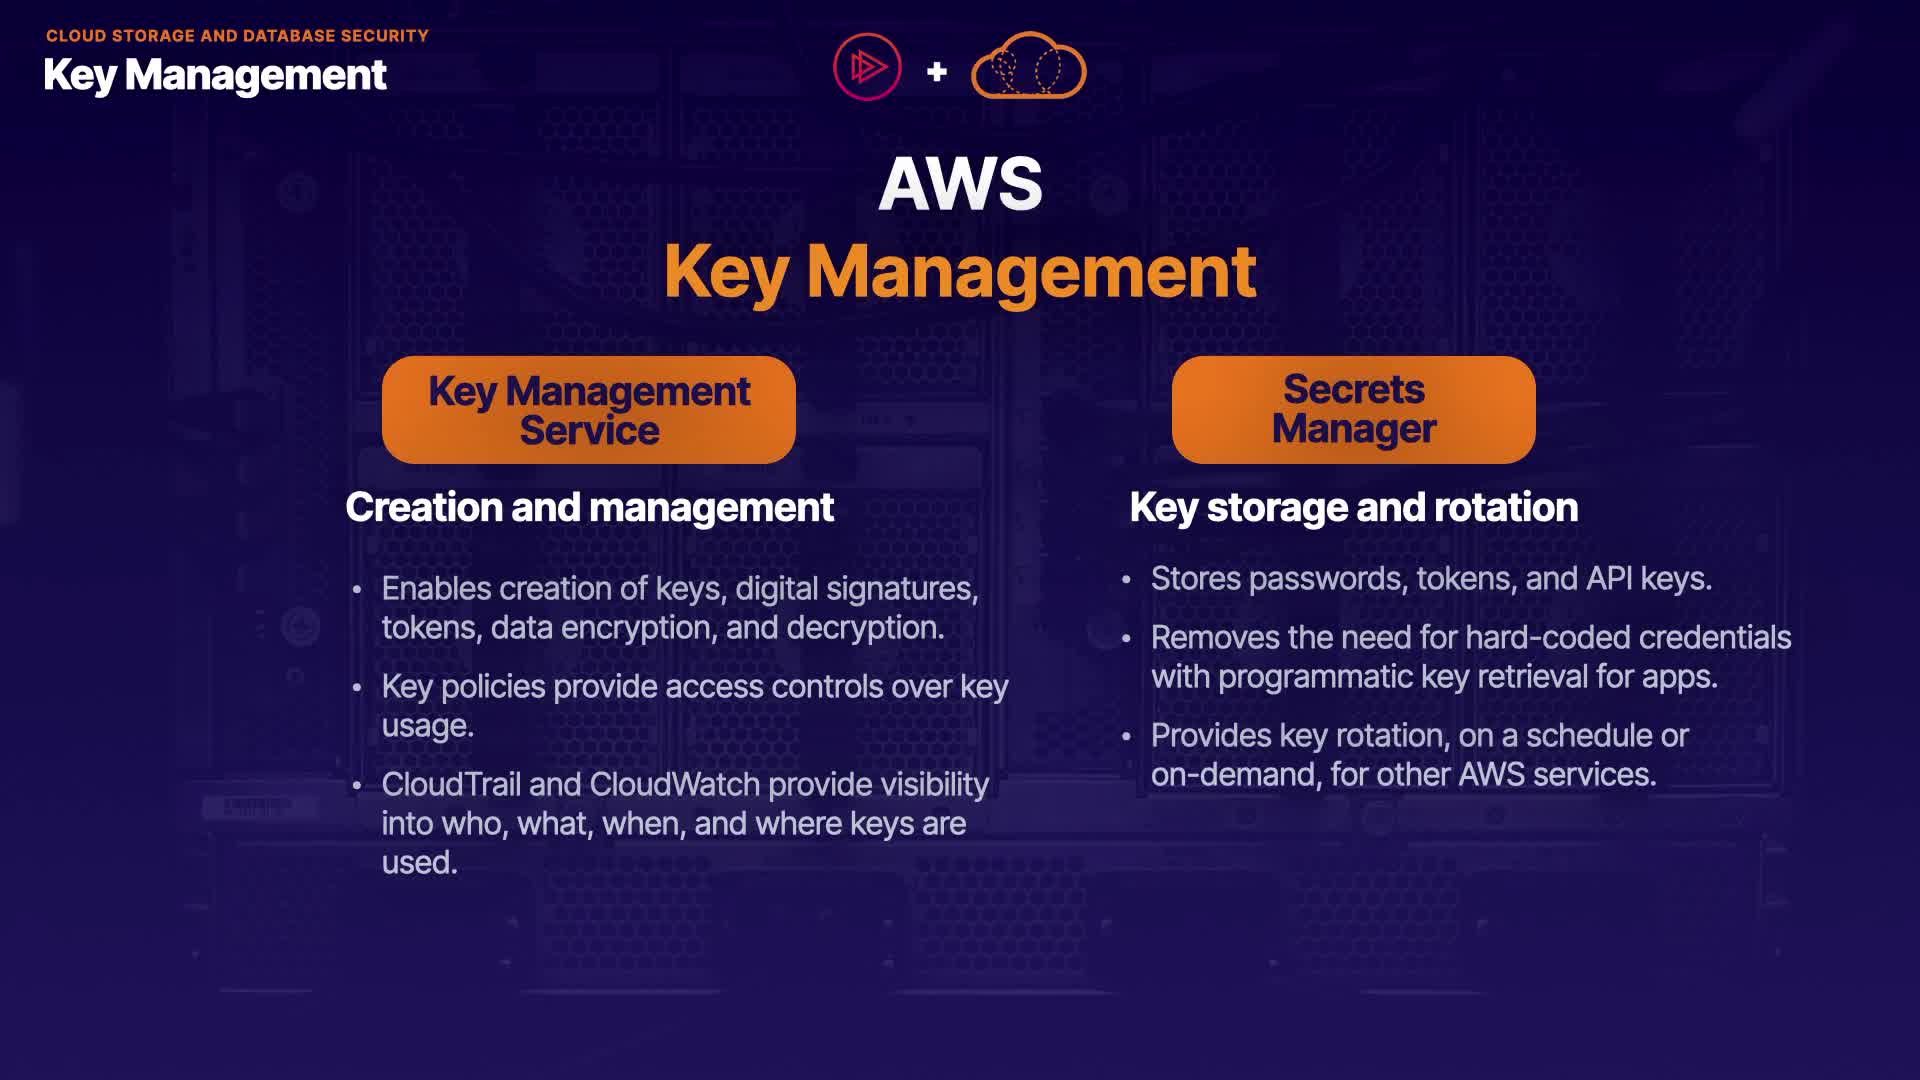 CLOUD STORAGE AND DATABASE SECURITY
Key Management
+
AWS
Key Management
Key Management
Service
Creation and management
• Enables creation of keys, digital signatures,
tokens, data encryption, and decryption.
• Key policies provide access controls over key
usage.
• CloudTrail and CloudWatch provide visibility
into who, what, when, and where keys are
used.
Secrets
Manager
Key storage and rotation
• Stores passwords, tokens, and API keys.
• Removes the need for hard-coded credentials
with programmatic key retrieval for apps.
• Provides key rotation, on a schedule or
on-demand, for other AWS services.